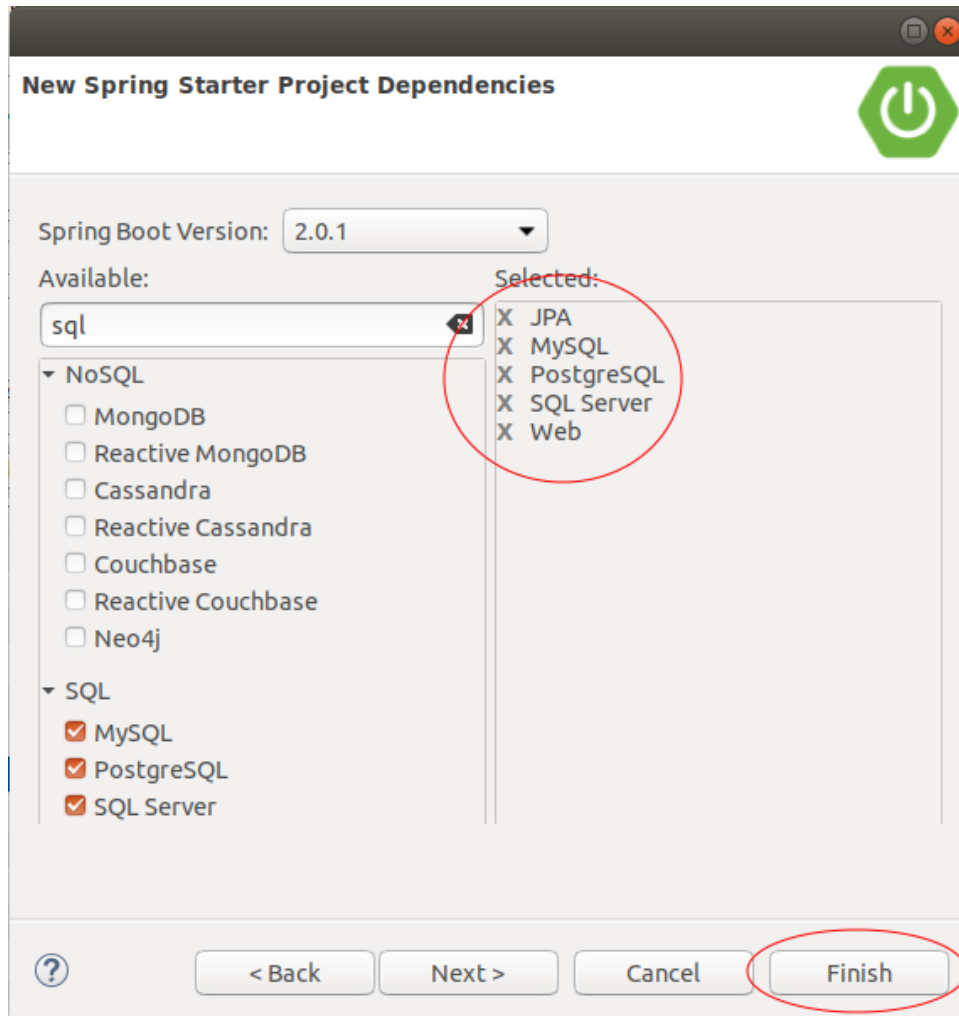 New Spring Starter Project Dependencies
Spring Boot Version: 2.0.1
Available:
sql
NoSQL
MongoDB
Reactive MongoDB
Cassandra
Reactive Cassandra
Couchbase
Reactive Couchbase
Neo4j
SQL
MySQL
PostgreSQL
SQL Server
Selected:
X JPA
X MySQL
X PostgreSQL
X SQL Server
X Web
? < Back Next > Cancel Finish